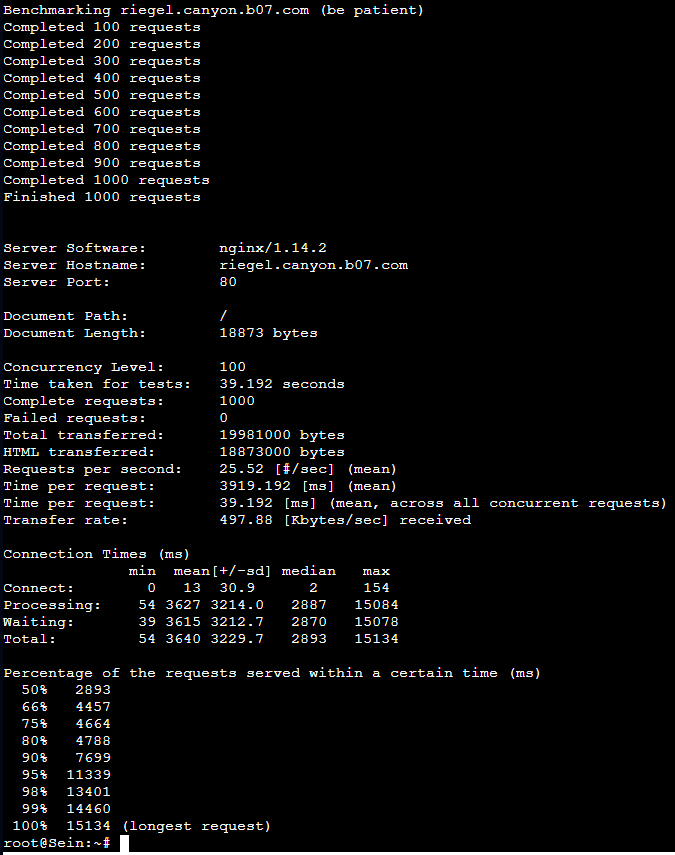 Benchmarking riegel.canyon.b07.com (be patient)
Completed 100 requests
Completed 200 requests
Completed 300 requests
Completed 400 requests
Completed 500 requests
Completed 600 requests
Completed 700 requests
Completed 800 requests
Completed 900 requests
Completed 1000 requests
Finished 1000 requests
Server Software:        nginx/1.14.2
Server Hostname:        riegel.canyon.b07.com
Server Port:            80
Document Path:          /
Document Length:        18873 bytes
Concurrency Level:      100
Time taken for tests:   39.192 seconds
Complete requests:      1000
Failed requests:        0
Total transferred:      19981000 bytes
HTML transferred:       18873000 bytes
Requests per second:    25.52 [#/sec] (mean)
Time per request:       3919.192 [ms] (mean)
Time per request:       39.192 [ms] (mean, across all concurrent requests)
Transfer rate:          497.88 [Kbytes/sec] received
Connection Times (ms)
              min  mean[+/-sd] median   max
Connect:        0   13  30.9      2     154
Processing:    54 3627 3214.0   2887   15084
Waiting:       39 3615 3212.7   2870   15078
Total:         54 3640 3229.7   2893   15134
Percentage of the requests served within a certain time (ms)
  50%   2893
  66%   4457
  75%   4664
  80%   4788
  90%   7699
  95%  11339
  98%  13401
  99%  14460
 100%  15134 (longest request)
root@Sein:~#